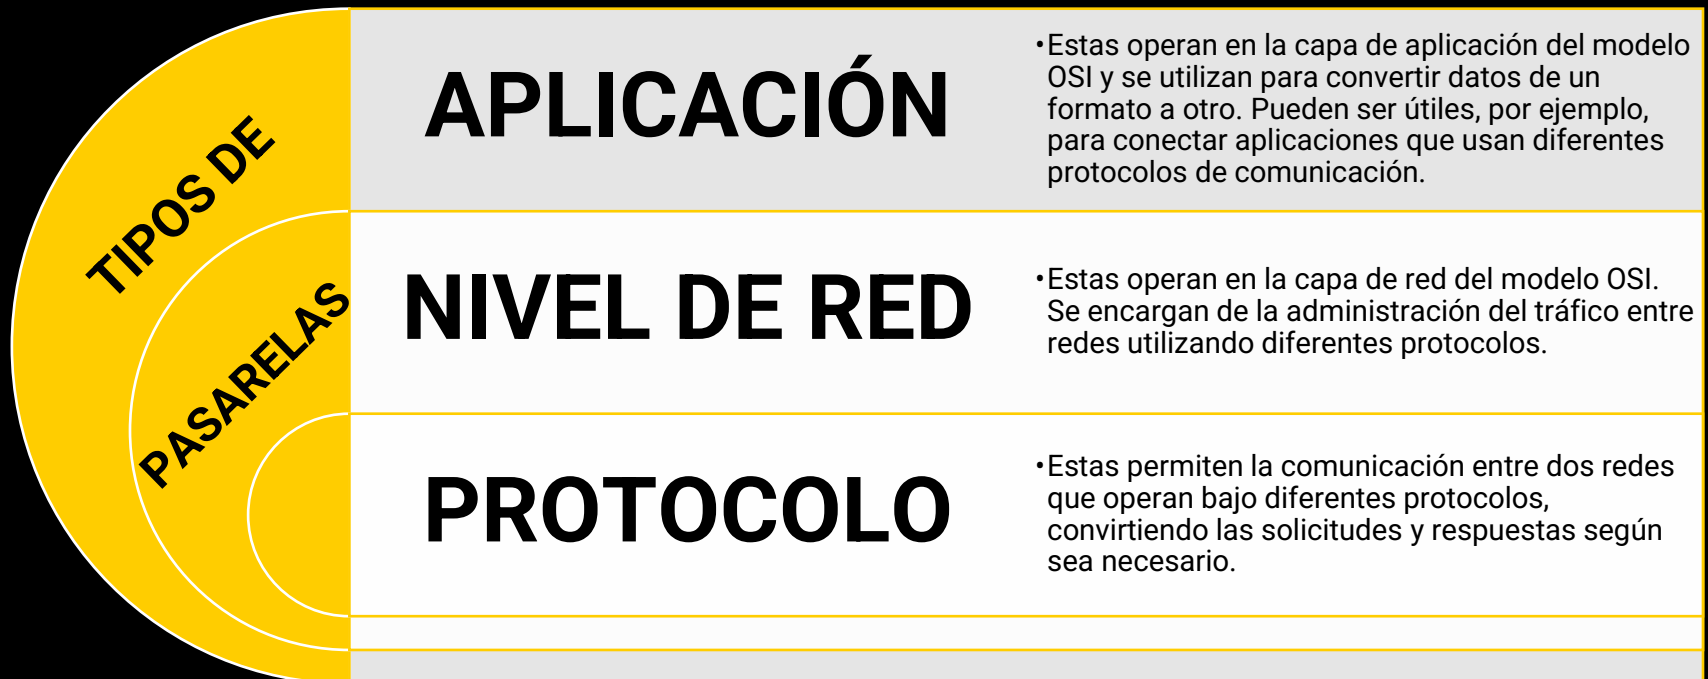 TIPOS DE
PASARELAS
APLICACIÓN
•Estas operan en la capa de aplicación del modelo
OSI y se utilizan para convertir datos de un
formato a otro. Pueden ser útiles, por ejemplo,
para conectar aplicaciones que usan diferentes
protocolos de comunicación.
NIVEL DE RED
•Estas operan en la capa de red del modelo OSI.
Se encargan de la administración del tráfico entre
redes utilizando diferentes protocolos.
PROTOCOLO
•Estas permiten la comunicación entre dos redes
que operan bajo diferentes protocolos,
convirtiendo las solicitudes y respuestas según
sea necesario.